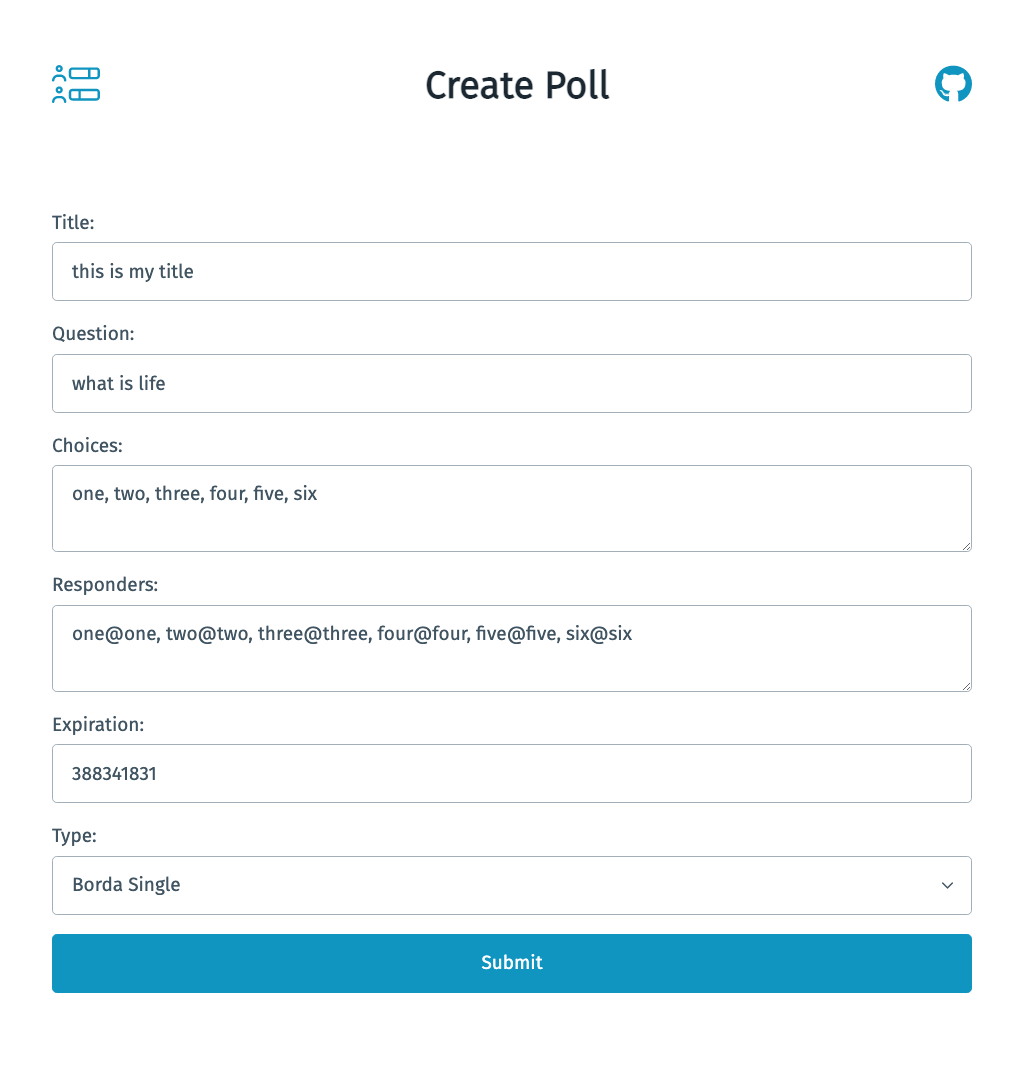 Create Poll
Title:
this is my title
Question:
what is life
Choices:
one, two, three, four, five, six
Responders:
one@one, two@two, three@three, four@four, five@five, six@six
Expiration:
388341831
Type:
Borda Single
Submit